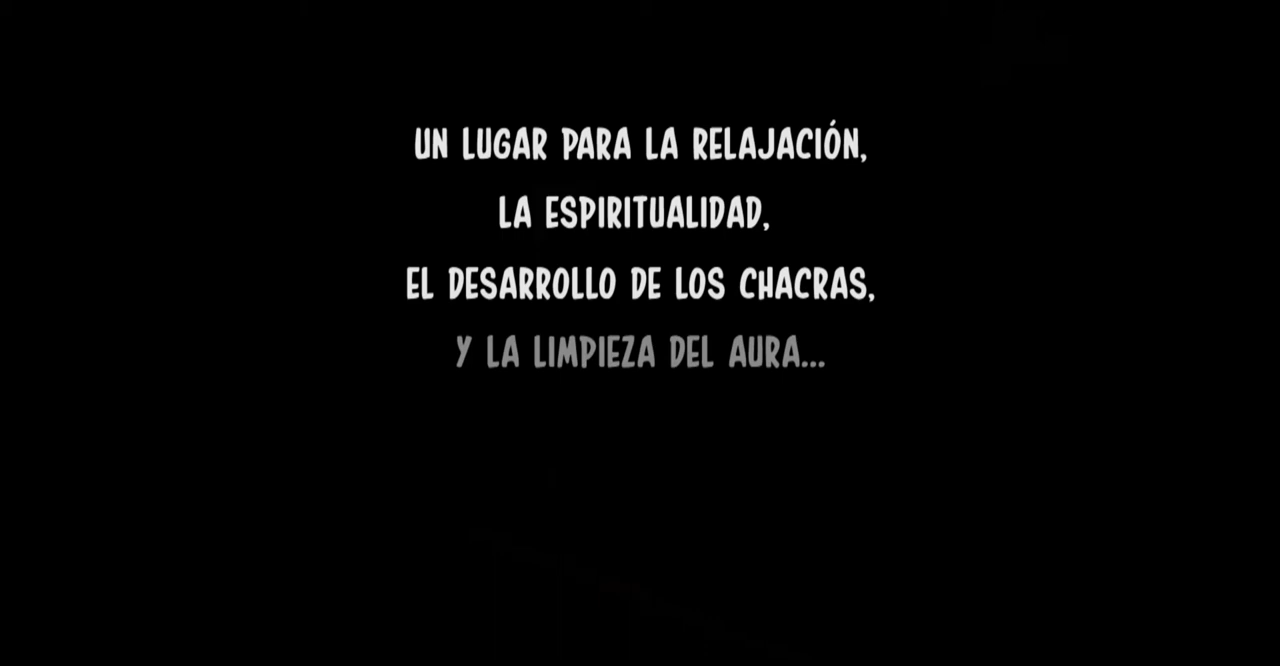 UN LUGAR PARA LA RELAJACIÓN,
LA ESPIRITUALIDAD,
EL DESARROLLO DE LOS CHACRAS,
Y LA LIMPIEZA DEL AURA...